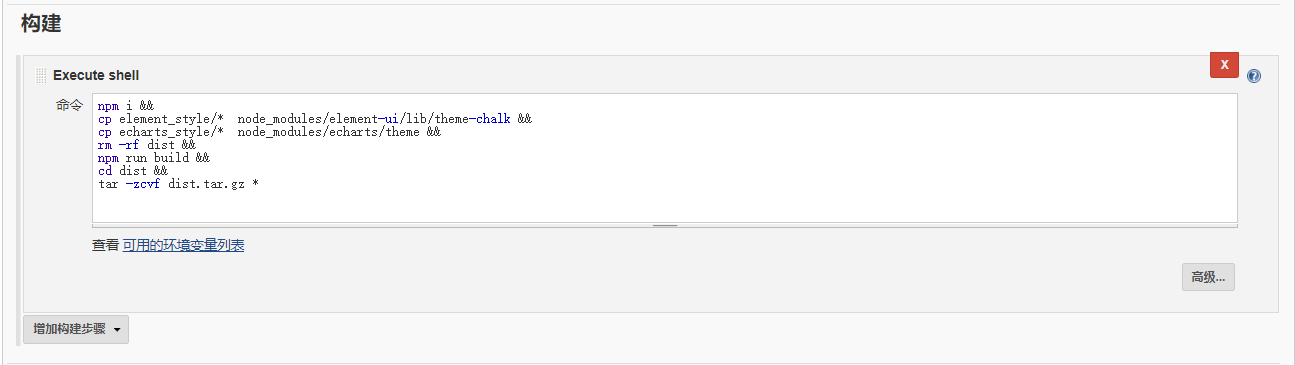 构建
Execute shell
X
命令
npm i &&
cp element_style/*  node_modules/element-ui/lib/theme-chalk &&
cp echarts_style/*  node_modules/echarts/theme &&
rm -rf dist &&
npm run build &&
cd dist &&
tar -zcvf dist.tar.gz *
查看 可用的环境变量列表
高级...
增加构建步骤